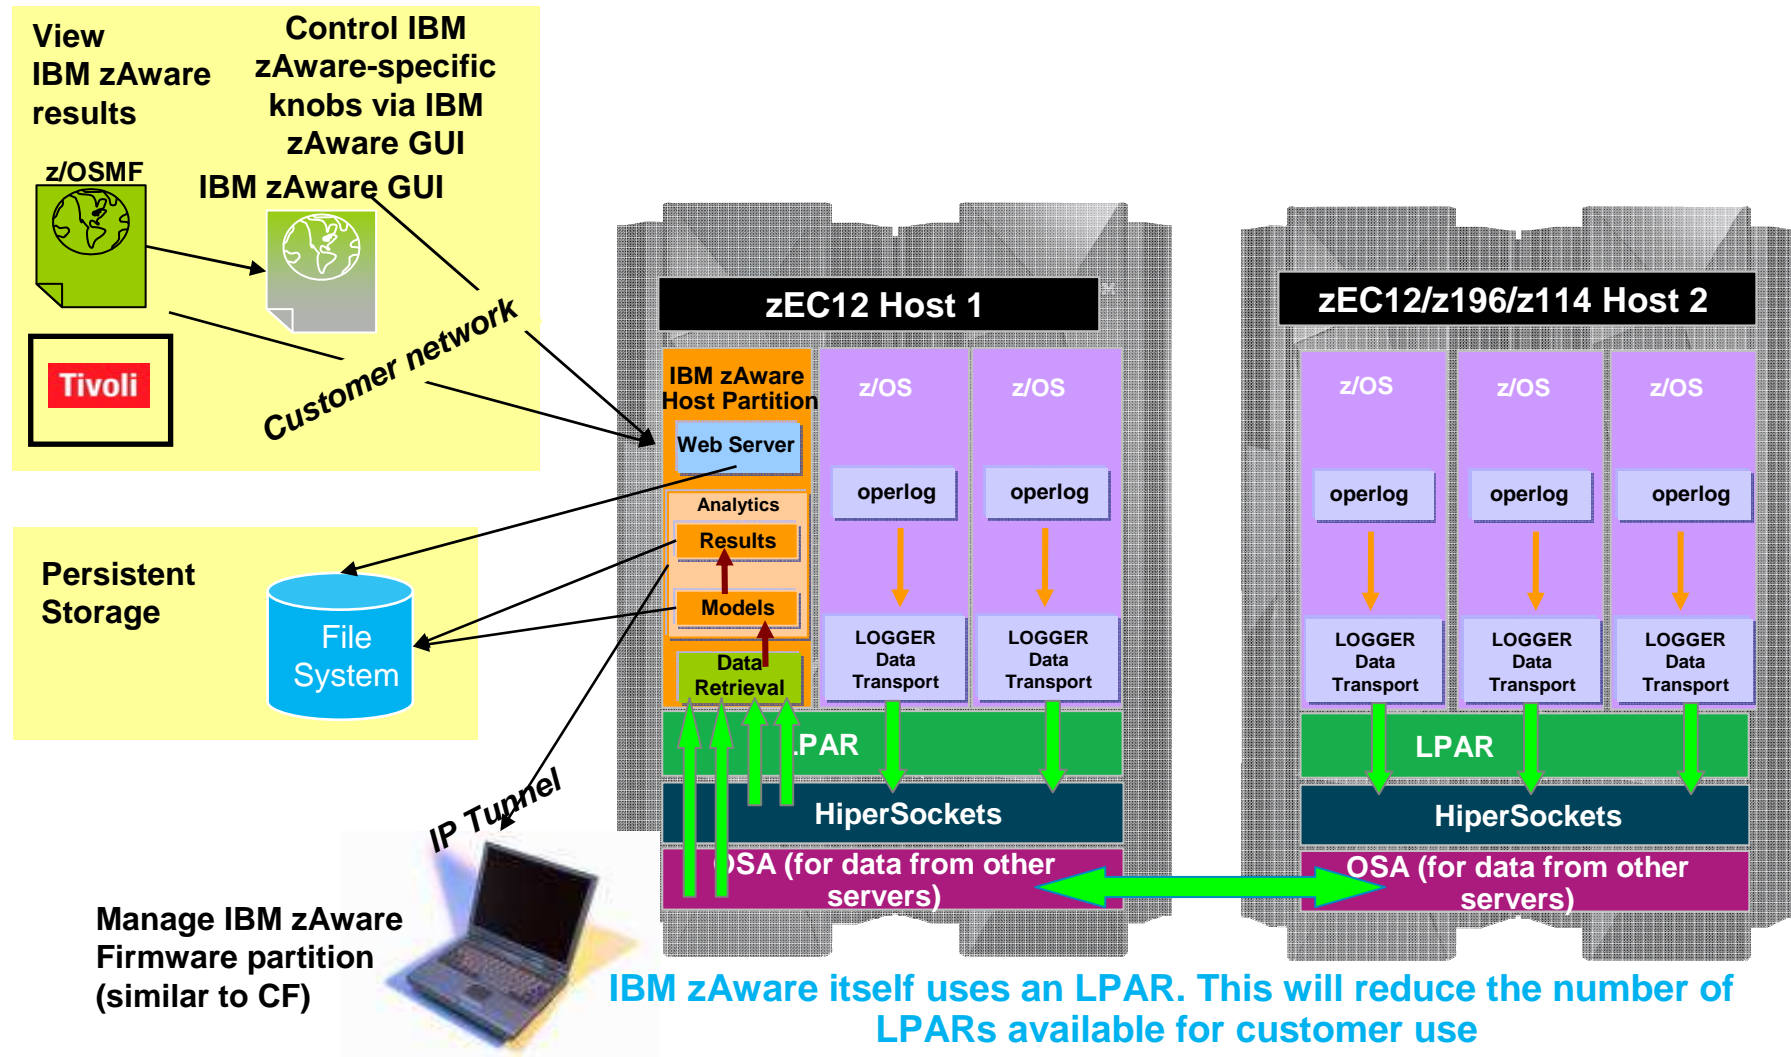 View
IBM zAware
results
Control IBM
zAware-specific
knobs via IBM
zAware GUI
z/OSMF
IBM zAware GUI
Tivoli
Customer network
Persistent
Storage
File
System
IP Tunnel
Manage IBM zAware
Firmware partition
(similar to CF)
zEC12 Host 1
IBM zAware
Host Partition
Web Server
Analytics
Results
Models
Data
Retrieval
z/OS
operlog
LOGGER
Data
Transport
z/OS
operlog
LOGGER
Data
Transport
LPAR
HiperSockets
OSA (for data from other
servers)
zEC12/z196/z114 Host 2
z/OS
operlog
LOGGER
Data
Transport
z/OS
operlog
LOGGER
Data
Transport
z/OS
operlog
LOGGER
Data
Transport
LPAR
HiperSockets
OSA (for data from other
servers)
IBM zAware itself uses an LPAR. This will reduce the number of
LPARs available for customer use